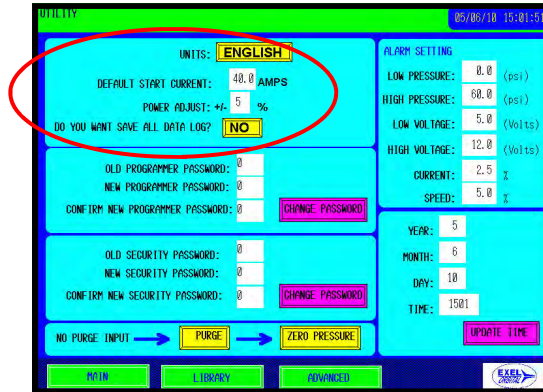 UTILITY
05/06/10 15:01:51
UNITS: ENGLISH
DEFAULT START CURRENT: 40.0 AMPS
POWER ADJUST: +/- 5 %
DO YOU WANT SAVE ALL DATA LOG? NO
OLD PROGRAMMER PASSWORD: 0
NEW PROGRAMMER PASSWORD: 0
CONFIRM NEW PROGRAMMER PASSWORD: 0
CHANGE PASSWORD
OLD SECURITY PASSWORD: 0
NEW SECURITY PASSWORD: 0
CONFIRM NEW SECURITY PASSWORD: 0
CHANGE PASSWORD
NO PURGE INPUT PURGE ZERO PRESSURE
ALARM SETTING
LOW PRESSURE: 0.0 (psi)
HIGH PRESSURE: 60.0 (psi)
LOW VOLTAGE: 5.0 (Volts)
HIGH VOLTAGE: 12.0 (Volts)
CURRENT: 2.5 %
SPEED: 5.0 %
YEAR: 5
MONTH: 6
DAY: 10
TIME: 1501
UPDATE TIME
MAIN LIBRARY ADVANCED
EXEL
ORBITAL